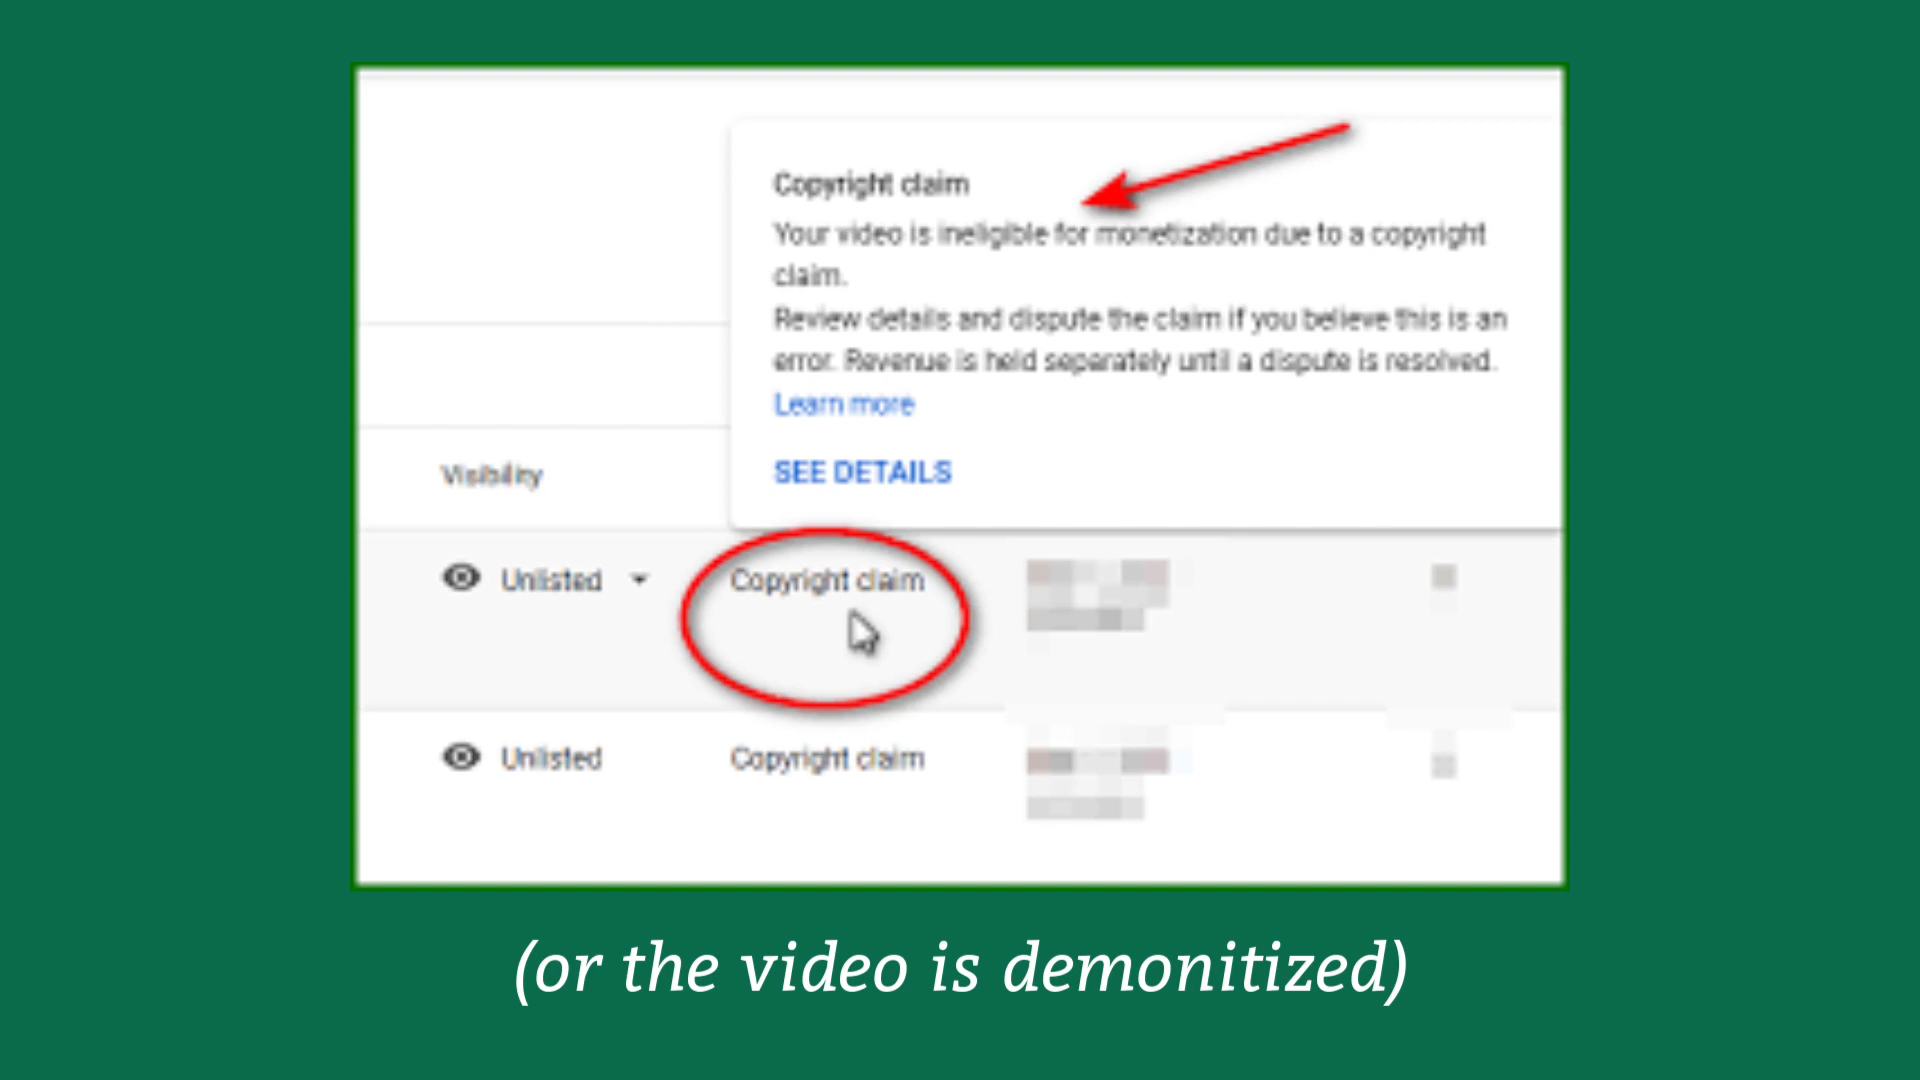 Copyright claim
Your video is ineligible for monetization due to a copyright
claim.
Review details and dispute the claim if you believe this is an
error. Revenue is held separately until a dispute is resolved.
Learn more
SEE DETAILS
Visibility
Unlisted Copyright claim
Unlisted Copyright claim
(or the video is demonitized)